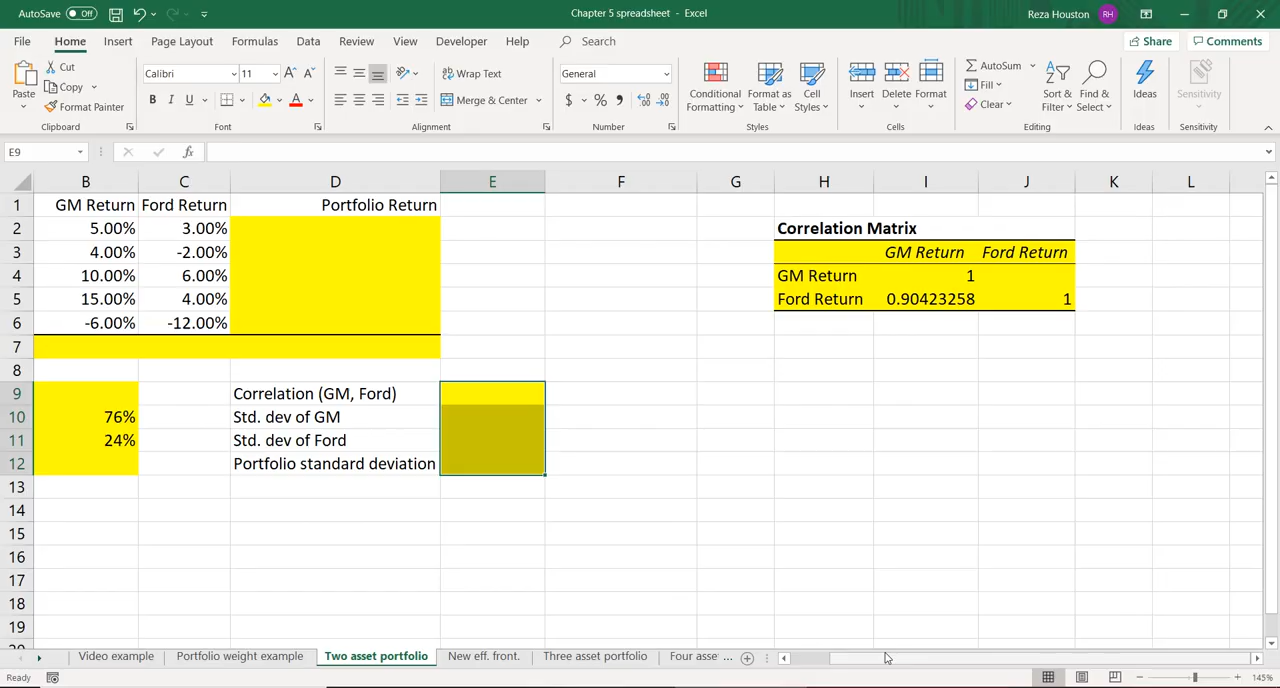 AutoSave Off
Chapter 5 spreadsheet - Excel
Reza Houston RH
File Home Insert Page Layout Formulas Data Review View Developer Help Search
Share Comments
Paste
Cut
Copy
Format Painter
Calibri 11
B I U
Wrap Text
Merge & Center
General
$ % 9
Conditional Formatting
Format as Table
Cell Styles
Insert
Delete
Format
AutoSum
Fill
Clear
Sort & Filter
Find & Select
Ideas
Sensitivity
Clipboard Font Alignment Number Styles Cells Editing Ideas Sensitivity
E9 fx
B C D E F G H I J K L
1 GM Return Ford Return Portfolio Return
2 5.00% 3.00% Correlation Matrix
3 4.00% -2.00% GM Return Ford Return
4 10.00% 6.00% GM Return 1
5 15.00% 4.00% Ford Return 0.90423258 1
6 -6.00% -12.00%
7
8
9 Correlation (GM, Ford)
10 76% Std. dev of GM
11 24% Std. dev of Ford
12 Portfolio standard deviation
13
14
15
16
17
18
19
Video example Portfolio weight example Two asset portfolio New eff. front. Three asset portfolio Four asse ...
Ready 145%